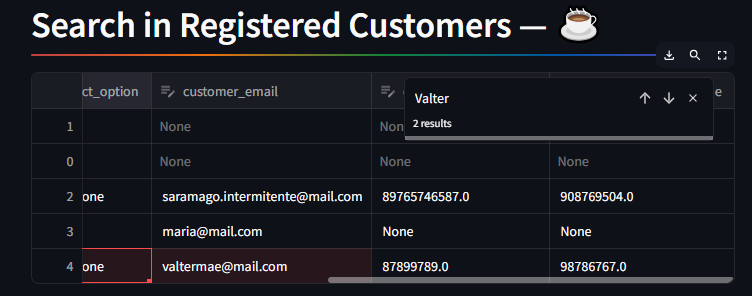 Search in Registered Customers — ☕
ct_option customer_email e
Valter
2 results
1 None Non
0 None None None
2 one saramago.intermitente@mail.com 89765746587.0 908769504.0
3 maria@mail.com None None
4 one valtermae@mail.com 87899789.0 98786767.0